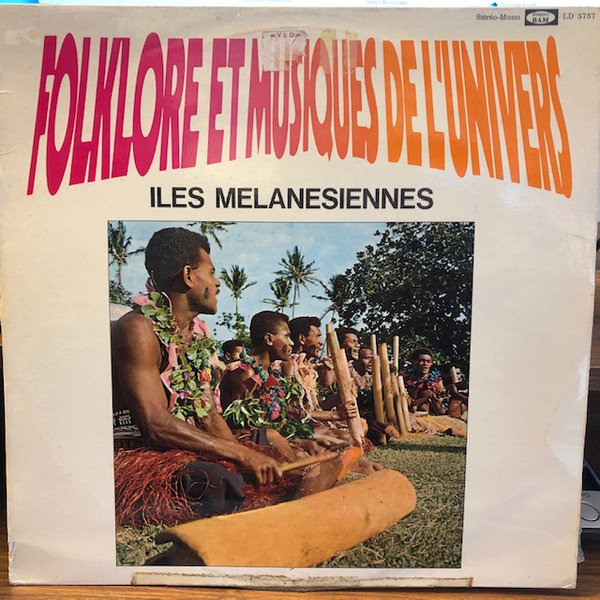 Stéréo-Mono BAM LD 5757
V&D
FOLKLORE ET MUSIQUES DE L'UNIVERS
ILES MELANESIENNES